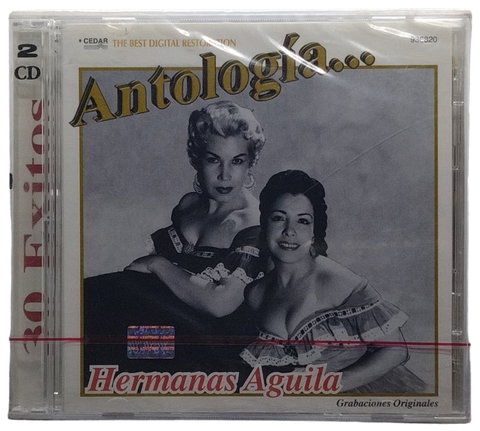 2
CD
30 Exitos
CEDAR
THE BEST DIGITAL RESTORATION
Antología...
Hermanas Aguila
Grabaciones Originales